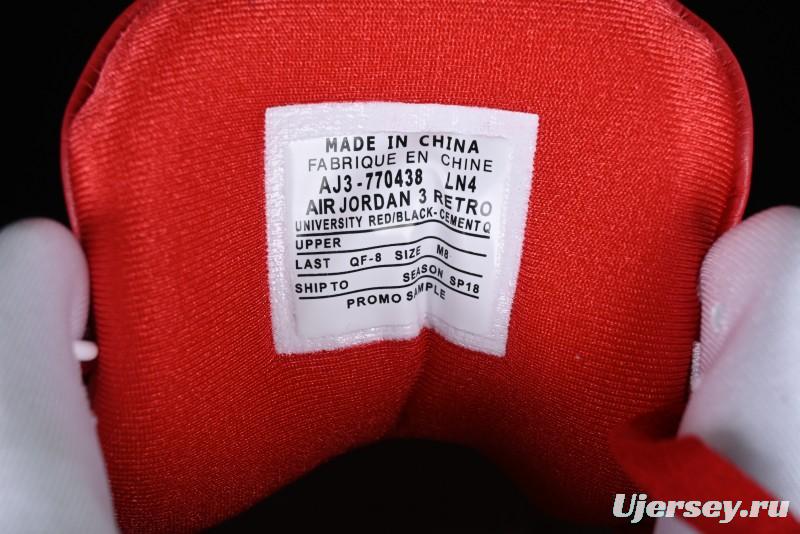 MADE IN CHINA
FABRIQUE EN CHINE
AJ3-770438 LN4
AIR JORDAN 3 RETRO
UNIVERSITY RED/BLACK-CEMENT Q
UPPER
LAST QF-8 SIZE M8
SHIP TO SEASON SP18
PROMO SAMPLE
Ujersey.ru